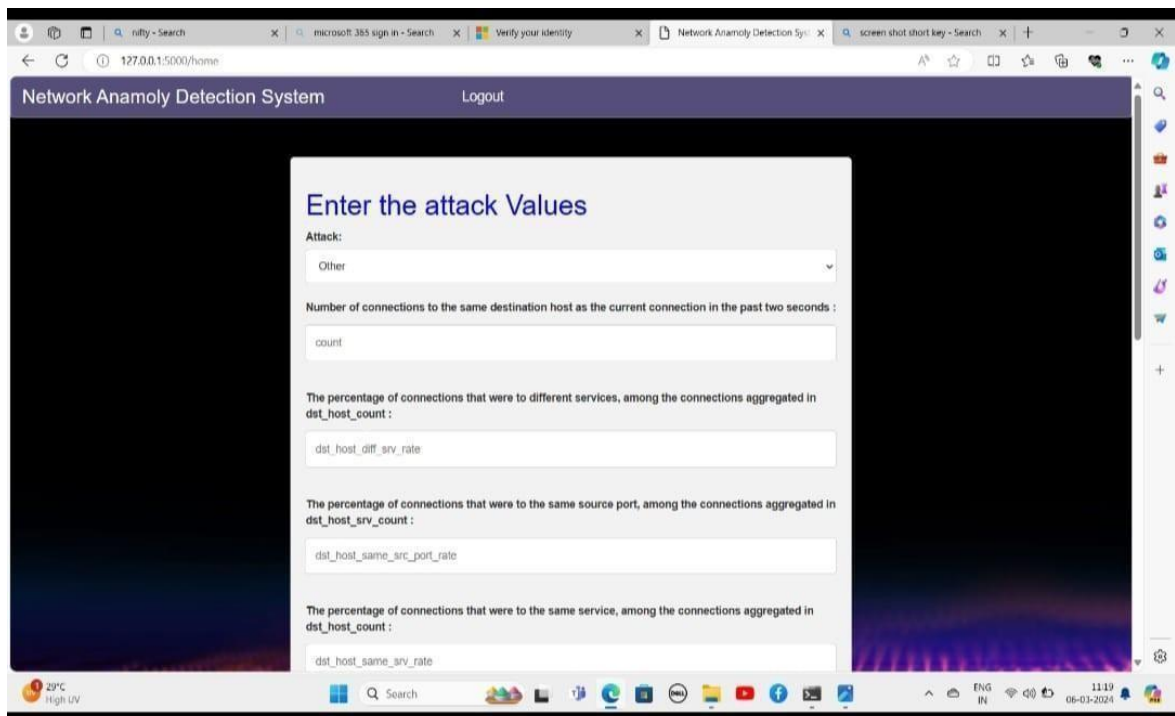 nifty - Search
microsoft 365 sign in - Search
Verify your identity
Network Anamoly Detection Sys
screen shot short key - Search
127.0.0.1:5000/home
Network Anamoly Detection System
Logout
Enter the attack Values
Attack:
Other
Number of connections to the same destination host as the current connection in the past two seconds :
count
The percentage of connections that were to different services, among the connections aggregated in
dst_host_count :
dst_host_diff_srv_rate
The percentage of connections that were to the same source port, among the connections aggregated in
dst_host_srv_count :
dst_host_same_src_port_rate
The percentage of connections that were to the same service, among the connections aggregated in
dst_host_count :
dst_host_same_srv_rate
29°C
High UV
Search
DELL
ENG
IN
11:19
06-03-2024